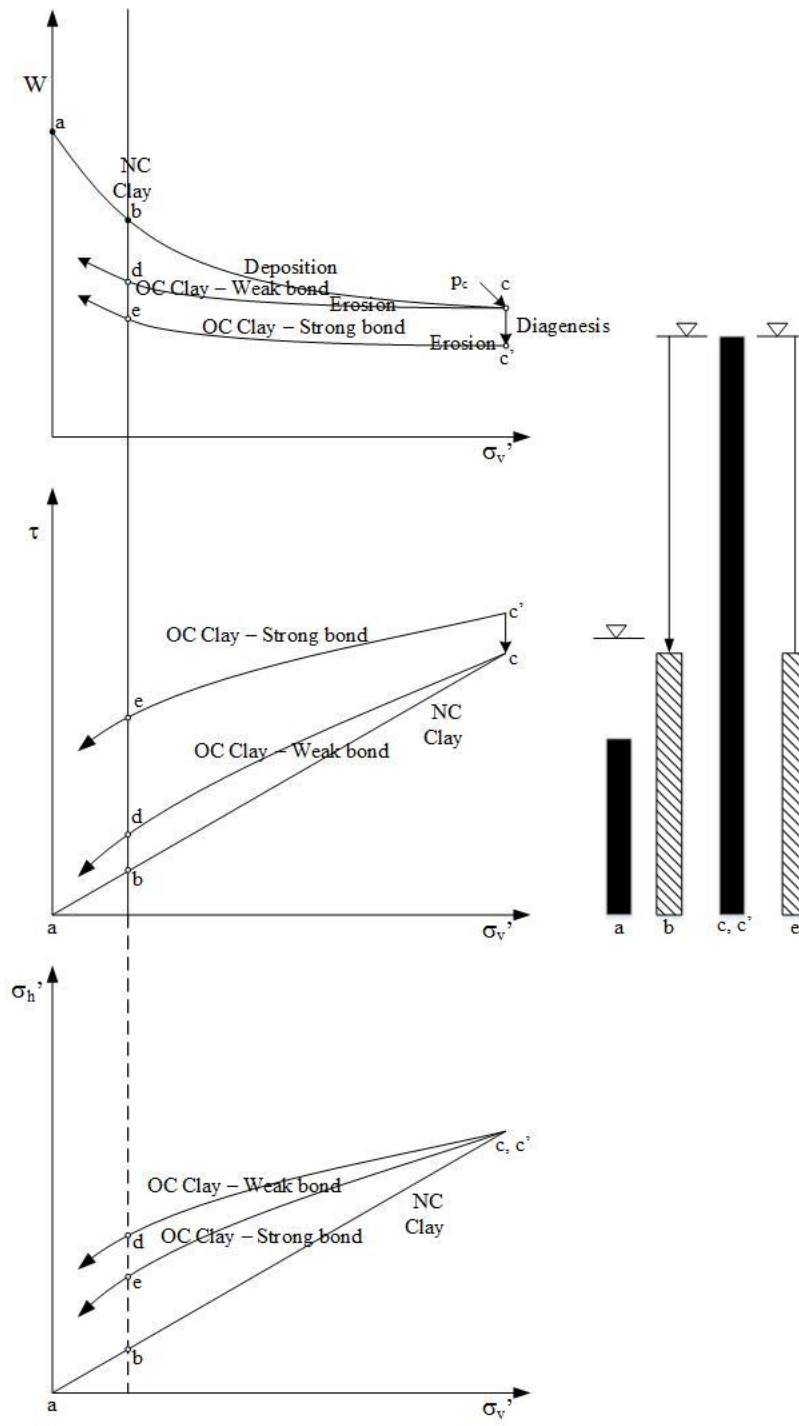 W
a
NC
Clay
b
Deposition
d
OC Clay – Weak bond
Erosion
pc
c
e
OC Clay – Strong bond
Erosion
Diagenesis
c’
σv’
τ
OC Clay – Strong bond
c’
c
e
NC
Clay
OC Clay – Weak bond
d
b
a
σv’
a
b
c, c’
e
σh’
c, c’
OC Clay – Weak bond
NC
Clay
d
OC Clay – Strong bond
e
b
a
σv’